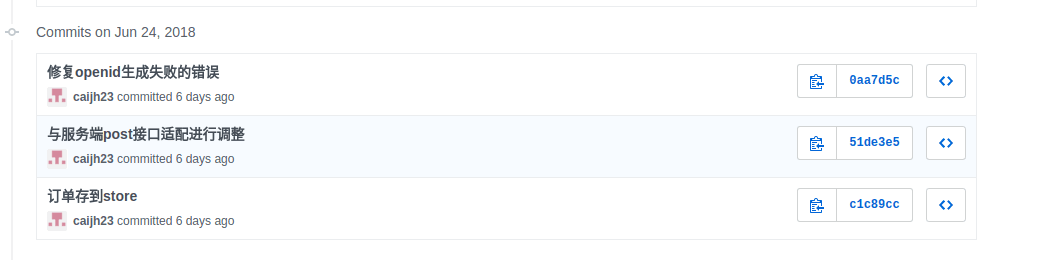 Commits on Jun 24, 2018
修复openid生成失败的错误
caijh23 committed 6 days ago
0aa7d5c
与服务端post接口适配进行调整
caijh23 committed 6 days ago
51de3e5
订单存到store
caijh23 committed 6 days ago
c1c89cc